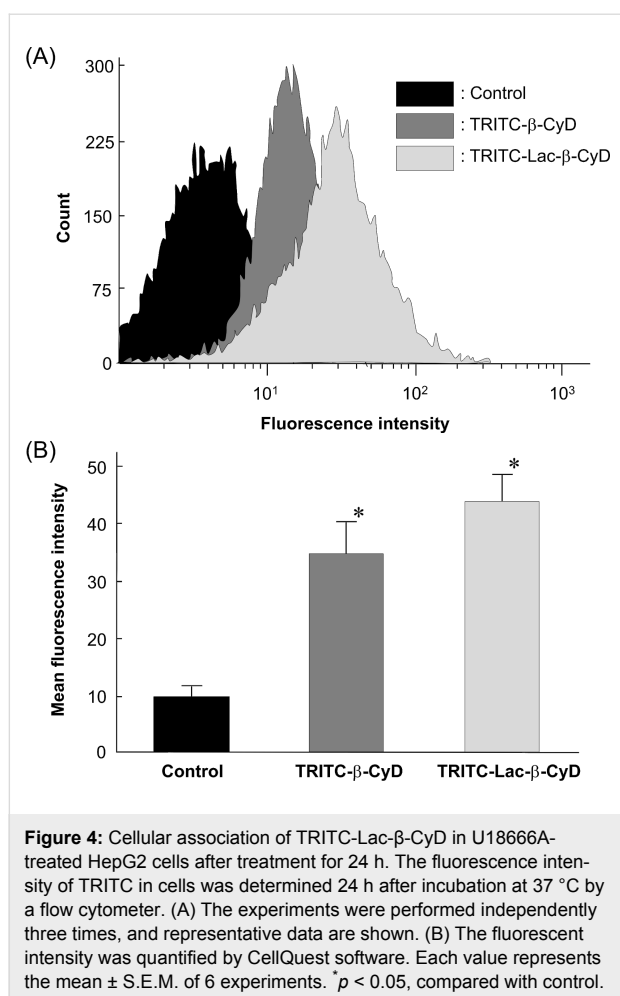 (A)
300
225
150
75
0
Count
: Control
: TRITC-β-CyD
: TRITC-Lac-β-CyD
10¹ 10² 10³
Fluorescence intensity
(B)
50
40
30
20
10
0
Mean fluorescence intensity
*
*
Control TRITC-β-CyD TRITC-Lac-β-CyD
Figure 4: Cellular association of TRITC-Lac-β-CyD in U18666A-
treated HepG2 cells after treatment for 24 h. The fluorescence inten-
sity of TRITC in cells was determined 24 h after incubation at 37 °C by
a flow cytometer. (A) The experiments were performed independently
three times, and representative data are shown. (B) The fluorescent
intensity was quantified by CellQuest software. Each value represents
the mean ± S.E.M. of 6 experiments. *p < 0.05, compared with control.